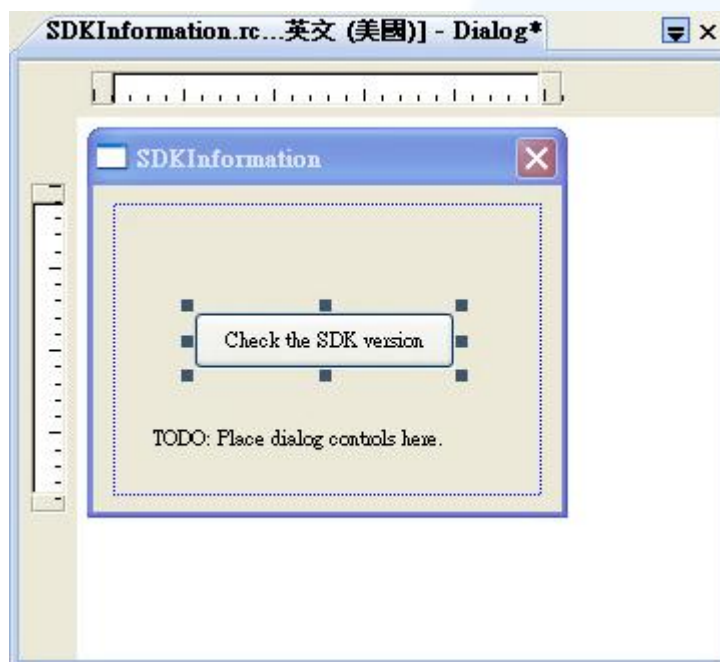 SDKInformation.rc...英文 (美國)] - Dialog*
SDKInformation
Check the SDK version
TODO: Place dialog controls here.